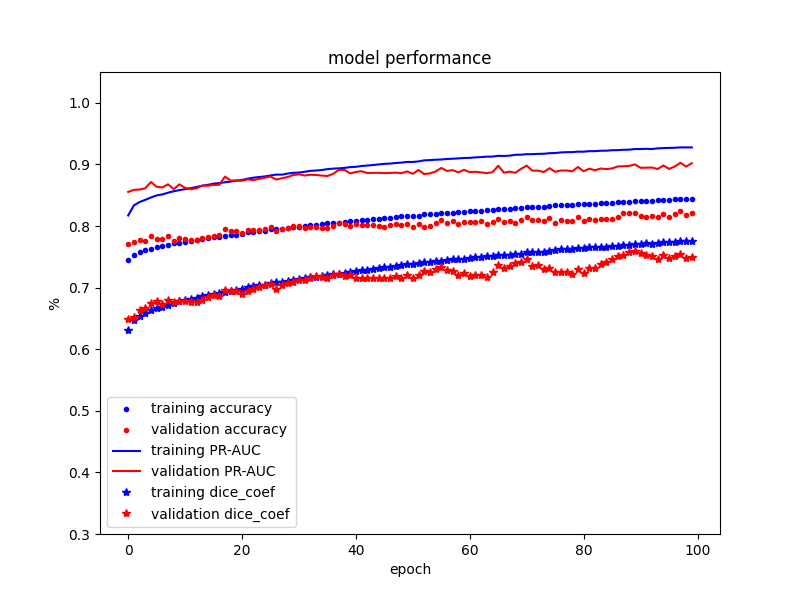 model performance
1.0
0.9
0.8
0.7
0.6
0.5
0.4
0.3
%
training accuracy
validation accuracy
training PR-AUC
validation PR-AUC
training dice_coef
validation dice_coef
0 20 40 60 80 100
epoch